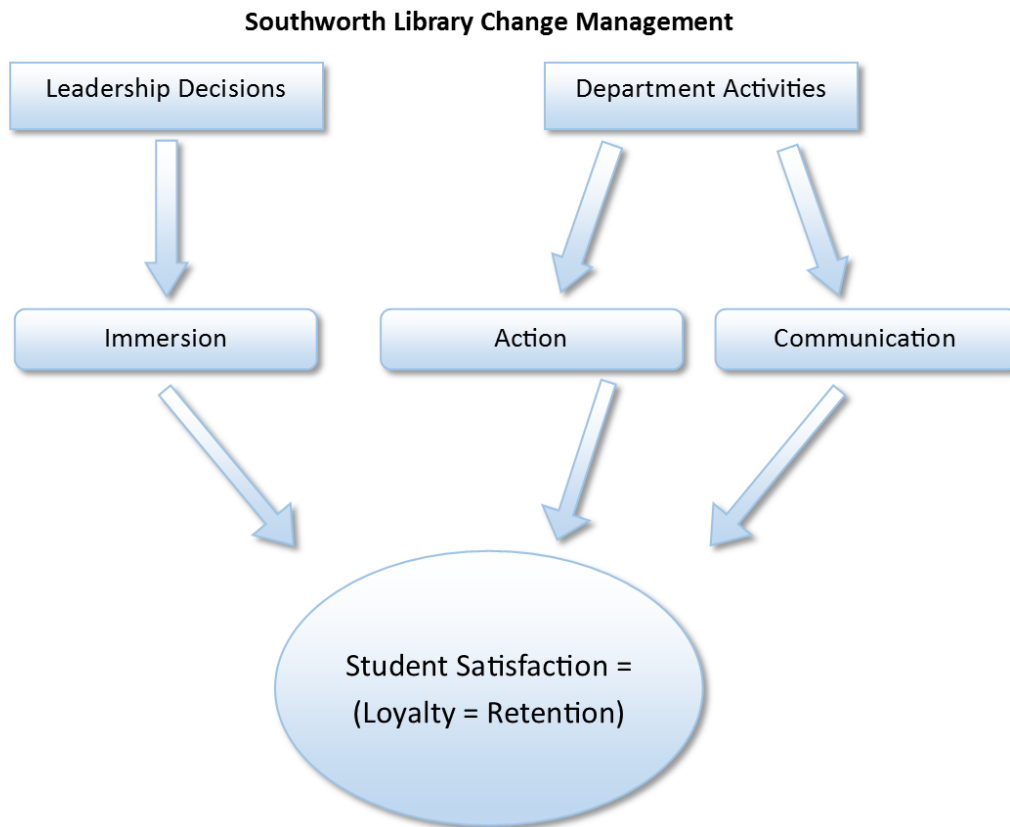 Southworth Library Change Management
Leadership Decisions
Department Activities
Immersion
Action
Communication
Student Satisfaction =
(Loyalty = Retention)